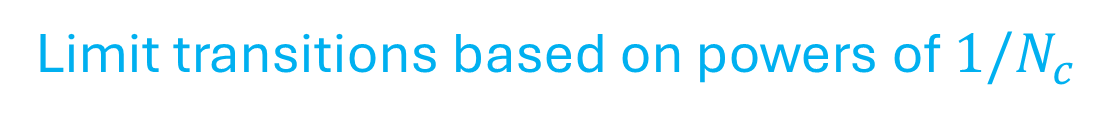 Limit transitions based on powers of $1/N_c$